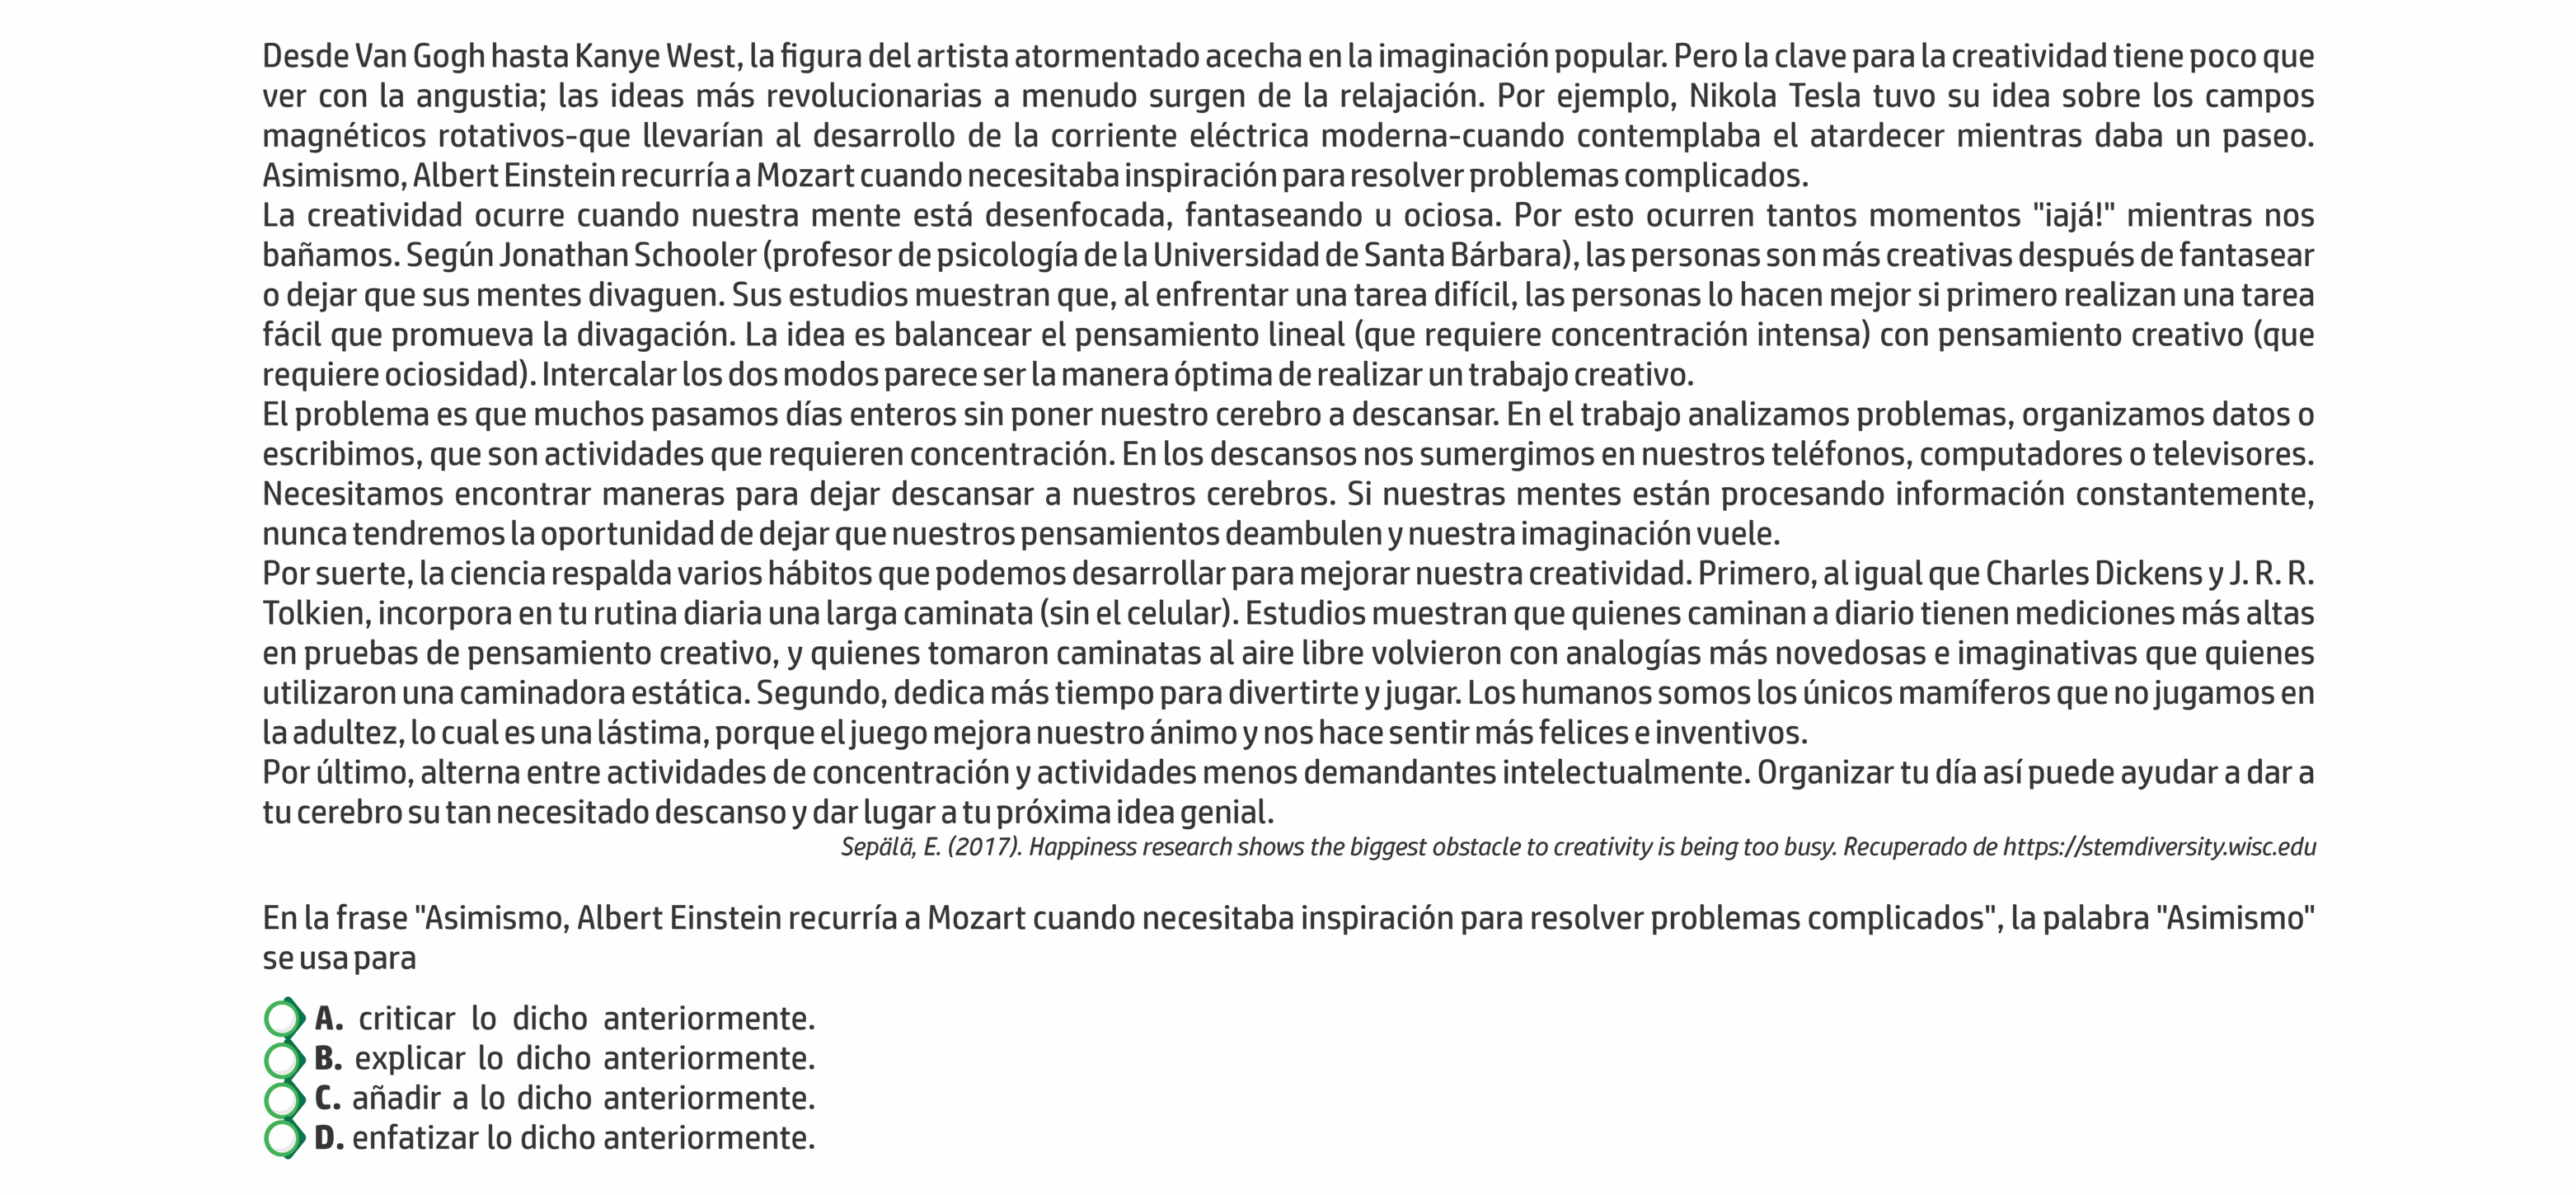 Desde Van Gogh hasta Kanye West, la figura del artista atormentado acecha en la imaginación popular. Pero la clave para la creatividad tiene poco que
ver con la angustia; las ideas más revolucionarias a menudo surgen de la relajación. Por ejemplo, Nikola Tesla tuvo su idea sobre los campos
magnéticos rotativos-que llevarían al desarrollo de la corriente eléctrica moderna-cuando contemplaba el atardecer mientras daba un paseo.
Asimismo, Albert Einstein recurría a Mozart cuando necesitaba inspiración para resolver problemas complicados.
La creatividad ocurre cuando nuestra mente está desenfocada, fantaseando u ociosa. Por esto ocurren tantos momentos "¡ajá!" mientras nos
bañamos. Según Jonathan Schooler (profesor de psicología de la Universidad de Santa Bárbara), las personas son más creativas después de fantasear
o dejar que sus mentes divaguen. Sus estudios muestran que, al enfrentar una tarea difícil, las personas lo hacen mejor si primero realizan una tarea
fácil que promueva la divagación. La idea es balancear el pensamiento lineal (que requiere concentración intensa) con pensamiento creativo (que
requiere ociosidad). Intercalar los dos modos parece ser la manera óptima de realizar un trabajo creativo.
El problema es que muchos pasamos días enteros sin poner nuestro cerebro a descansar. En el trabajo analizamos problemas, organizamos datos o
escribimos, que son actividades que requieren concentración. En los descansos nos sumergimos en nuestros teléfonos, computadores o televisores.
Necesitamos encontrar maneras para dejar descansar a nuestros cerebros. Si nuestras mentes están procesando información constantemente,
nunca tendremos la oportunidad de dejar que nuestros pensamientos deambulen y nuestra imaginación vuele.
Por suerte, la ciencia respalda varios hábitos que podemos desarrollar para mejorar nuestra creatividad. Primero, al igual que Charles Dickens y J. R. R.
Tolkien, incorpora en tu rutina diaria una larga caminata (sin el celular). Estudios muestran que quienes caminan a diario tienen mediciones más altas
en pruebas de pensamiento creativo, y quienes tomaron caminatas al aire libre volvieron con analogías más novedosas e imaginativas que quienes
utilizaron una caminadora estática. Segundo, dedica más tiempo para divertirte y jugar. Los humanos somos los únicos mamíferos que no jugamos en
la adultez, lo cual es una lástima, porque el juego mejora nuestro ánimo y nos hace sentir más felices e inventivos.
Por último, alterna entre actividades de concentración y actividades menos demandantes intelectualmente. Organizar tu día así puede ayudar a dar a
tu cerebro su tan necesitado descanso y dar lugar a tu próxima idea genial.
Sepälä, E. (2017). Happiness research shows the biggest obstacle to creativity is being too busy. Recuperado de https://stemdiversity.wisc.edu
En la frase "Asimismo, Albert Einstein recurría a Mozart cuando necesitaba inspiración para resolver problemas complicados", la palabra "Asimismo"
se usa para
A. criticar lo dicho anteriormente.
B. explicar lo dicho anteriormente.
C. añadir a lo dicho anteriormente.
D. enfatizar lo dicho anteriormente.